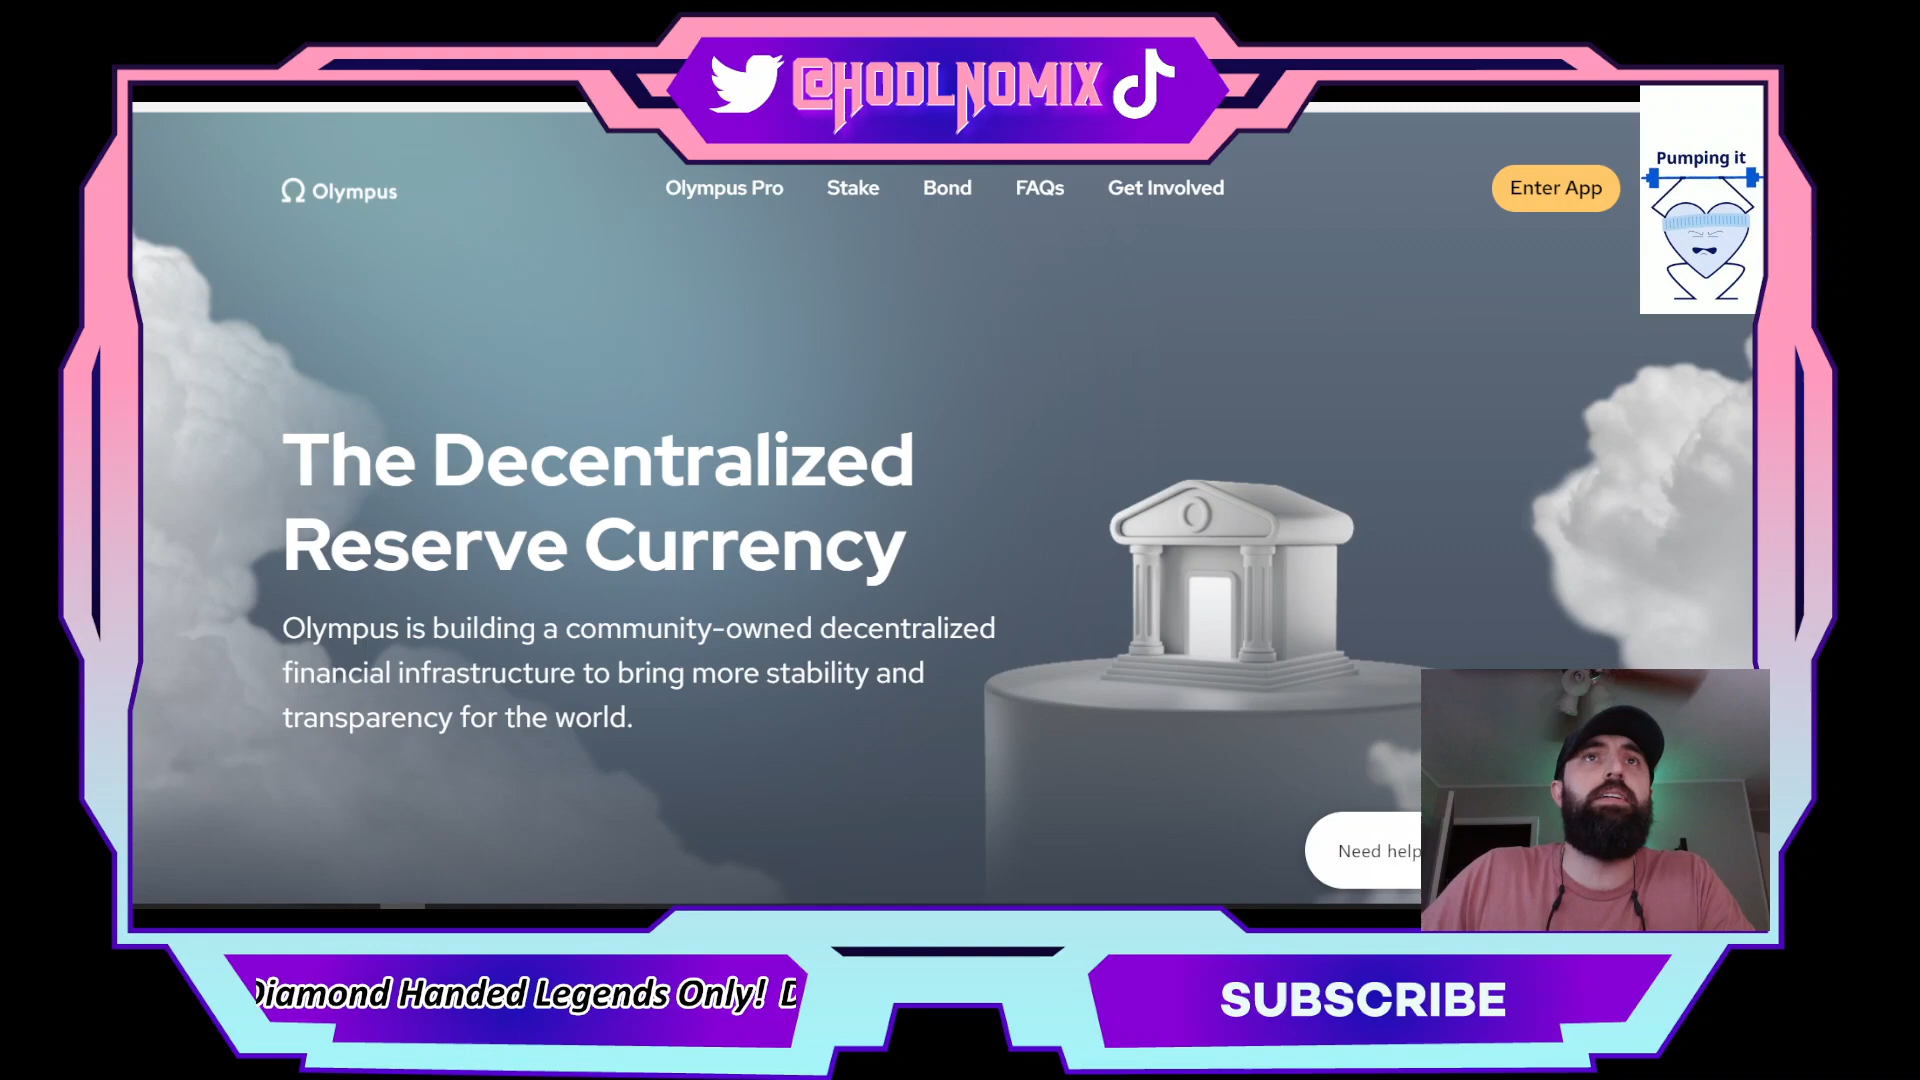 @HODLNOMIX
Olympus
Olympus Pro
Stake
Bond
FAQs
Get Involved
Enter App
Pumping it
The Decentralized
Reserve Currency
Olympus is building a community-owned decentralized
financial infrastructure to bring more stability and
transparency for the world.
Need help
Diamond Handed Legends Only! D
SUBSCRIBE